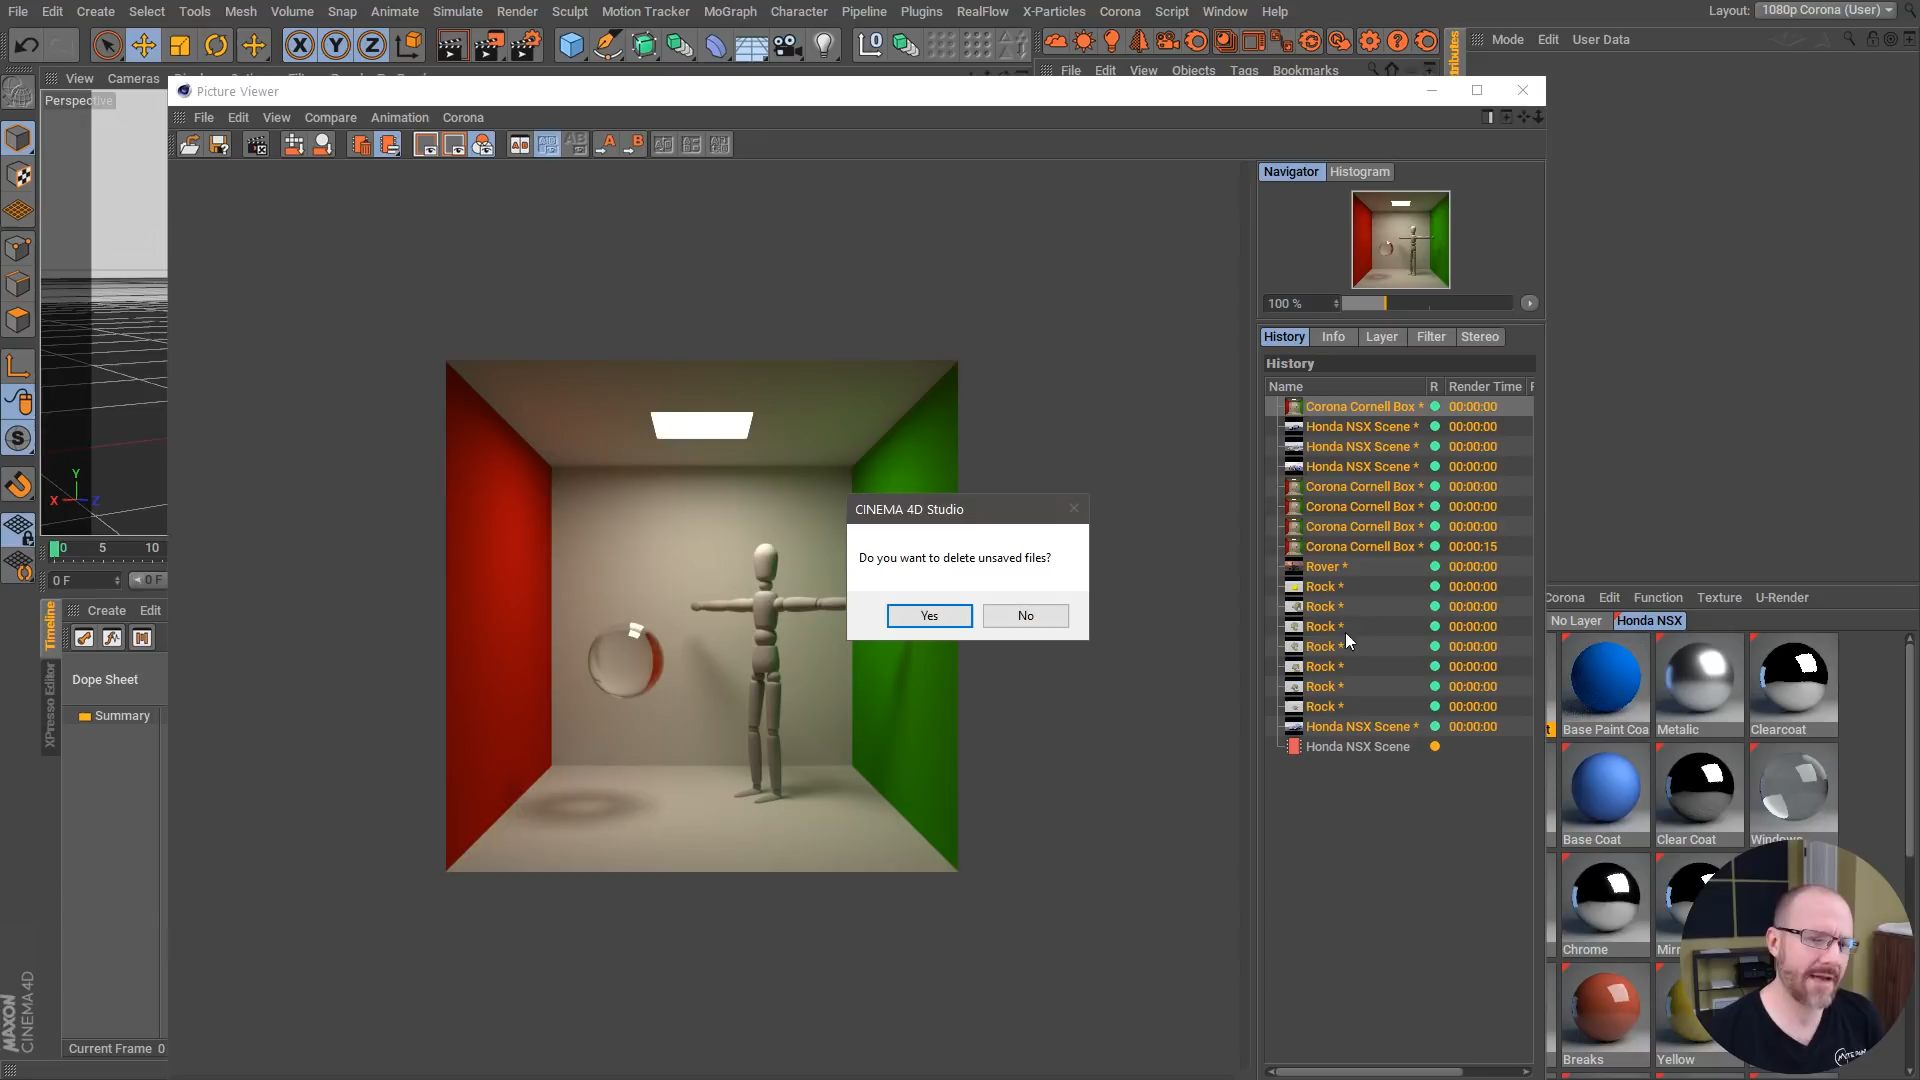 File Edit Create Select Tools Mesh Volume Snap Animate Simulate Render Sculpt Motion Tracker MoGraph Character Pipeline Plugins RealFlow X-Particles Corona Script Window Help
Layout: 1080p Corona (User)
Mode Edit User Data
View Cameras
File Edit View Objects Tags Bookmarks
Perspective
Picture Viewer
File Edit View Compare Animation Corona
Navigator Histogram
100 %
History Info Layer Filter Stereo
History
Name R Render Time
Corona Cornell Box * 00:00:00
Honda NSX Scene * 00:00:00
Honda NSX Scene * 00:00:00
Honda NSX Scene * 00:00:00
Corona Cornell Box * 00:00:00
Corona Cornell Box * 00:00:00
Corona Cornell Box * 00:00:00
Corona Cornell Box * 00:00:15
Rover * 00:00:00
Rock * 00:00:00
Rock * 00:00:00
Rock * 00:00:00
Rock * 00:00:00
Rock * 00:00:00
Rock * 00:00:00
Rock * 00:00:00
Honda NSX Scene * 00:00:00
Honda NSX Scene
CINEMA 4D Studio
Do you want to delete unsaved files?
Yes No
Y
X Z
0 5 10
0 F 0 F
Timeline
XPresso Editor
Create Edit
Dope Sheet
Summary
Current Frame 0
MAXON
CINEMA 4D
Corona Edit Function Texture U-Render
No Layer Honda NSX
Base Paint Coa Metalic Clearcoat
Base Coat Clear Coat Windows
Chrome Mirr
Breaks Yellow